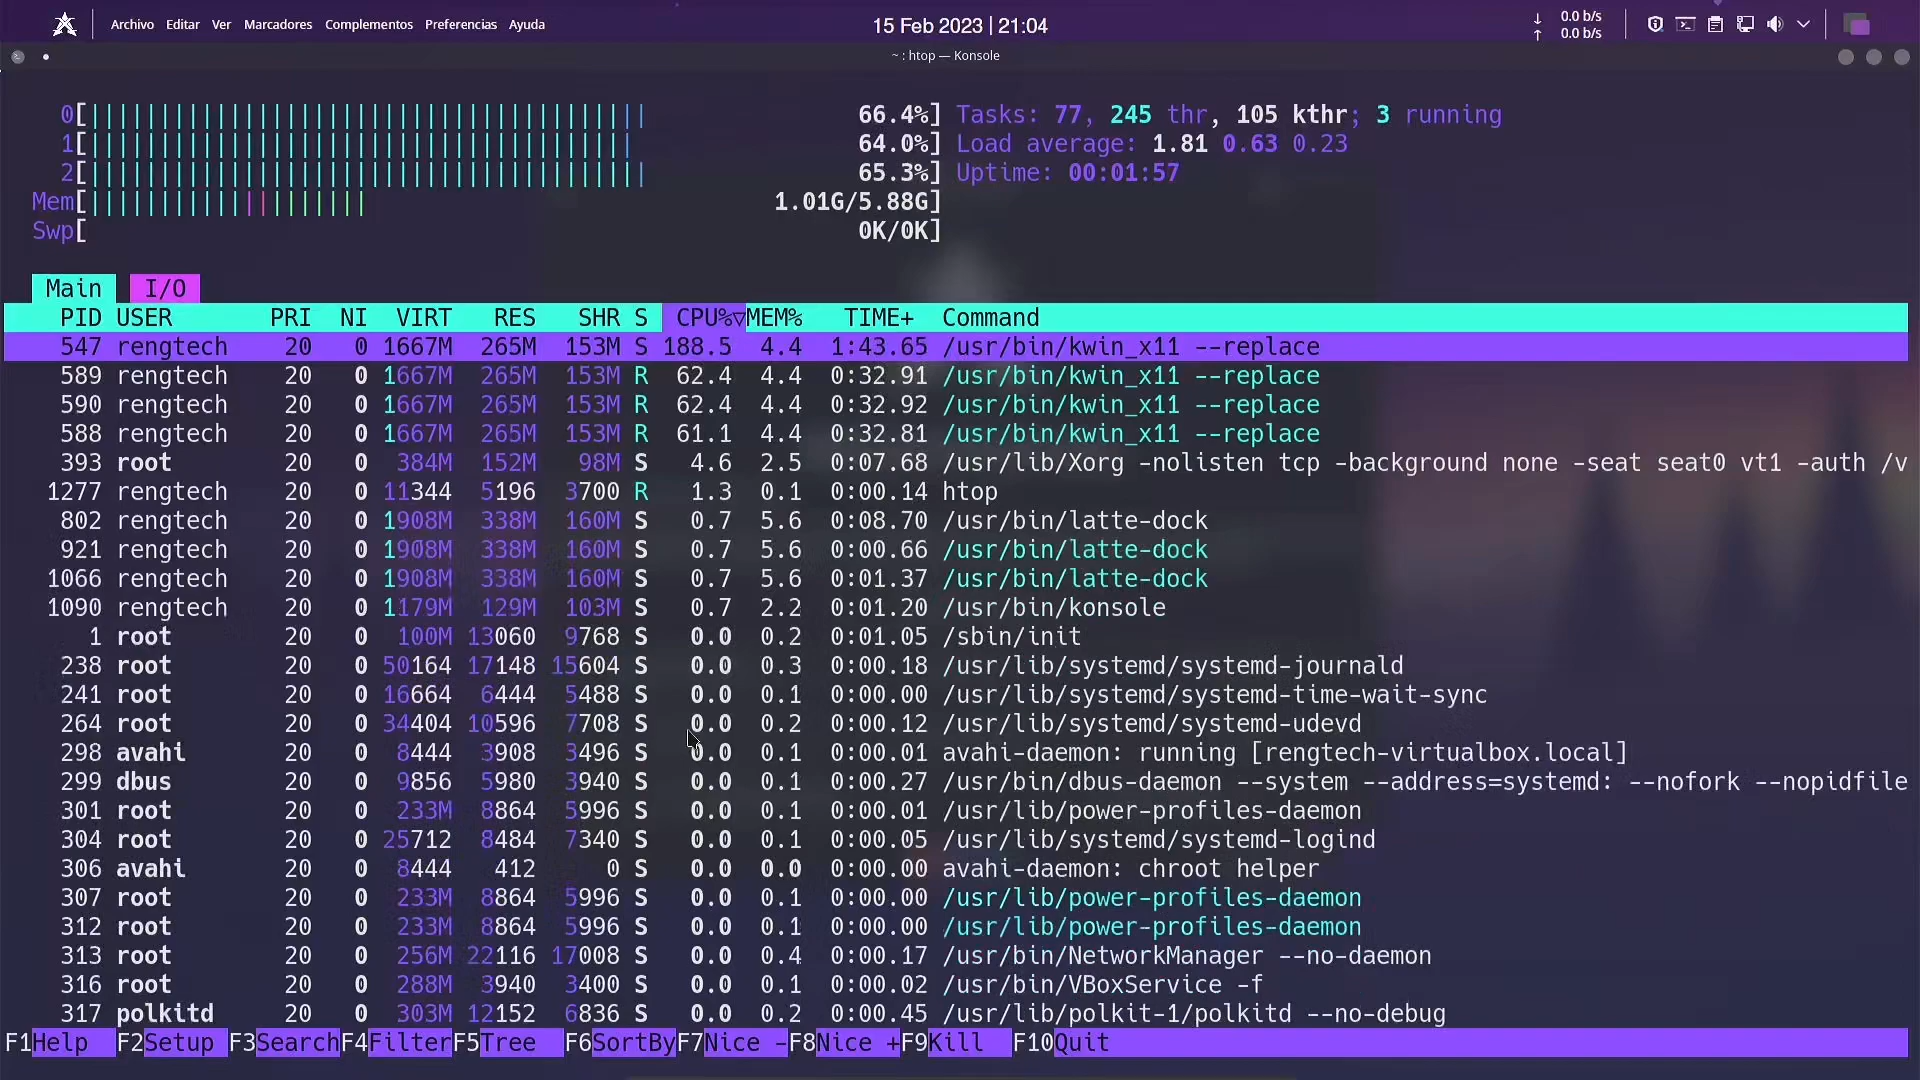 Archivo Editar Ver Marcadores Complementos Preferencias Ayuda 15 Feb 2023 | 21:04 ↓ 0.0 b/s
↑ 0.0 b/s
~ : htop — Konsole
0[||||||||||||||||||||||||||||||||||||||||66.4%] Tasks: 77, 245 thr, 105 kthr; 3 running
1[|||||||||||||||||||||||||||||||||||||||64.0%] Load average: 1.81 0.63 0.23
2[||||||||||||||||||||||||||||||||||||||||65.3%] Uptime: 00:01:57
Mem[||||||||||||||||||||1.01G/5.88G]
Swp[0K/0K]
Main I/O
PID USER PRI NI VIRT RES SHR S CPU%▽MEM% TIME+ Command
547 rengtech 20 0 1667M 265M 153M S 188.5 4.4 1:43.65 /usr/bin/kwin_x11 --replace
589 rengtech 20 0 1667M 265M 153M R 62.4 4.4 0:32.91 /usr/bin/kwin_x11 --replace
590 rengtech 20 0 1667M 265M 153M R 62.4 4.4 0:32.92 /usr/bin/kwin_x11 --replace
588 rengtech 20 0 1667M 265M 153M R 61.1 4.4 0:32.81 /usr/bin/kwin_x11 --replace
393 root 20 0 384M 152M 98M S 4.6 2.5 0:07.68 /usr/lib/Xorg -nolisten tcp -background none -seat seat0 vt1 -auth /v
1277 rengtech 20 0 11344 5196 3700 R 1.3 0.1 0:00.14 htop
802 rengtech 20 0 1908M 338M 160M S 0.7 5.6 0:08.70 /usr/bin/latte-dock
921 rengtech 20 0 1908M 338M 160M S 0.7 5.6 0:00.66 /usr/bin/latte-dock
1066 rengtech 20 0 1908M 338M 160M S 0.7 5.6 0:01.37 /usr/bin/latte-dock
1090 rengtech 20 0 1179M 129M 103M S 0.7 2.2 0:01.20 /usr/bin/konsole
1 root 20 0 100M 13060 9768 S 0.0 0.2 0:01.05 /sbin/init
238 root 20 0 50164 17148 15604 S 0.0 0.3 0:00.18 /usr/lib/systemd/systemd-journald
241 root 20 0 16664 6444 5488 S 0.0 0.1 0:00.00 /usr/lib/systemd/systemd-time-wait-sync
264 root 20 0 34404 10596 7708 S 0.0 0.2 0:00.12 /usr/lib/systemd/systemd-udevd
298 avahi 20 0 8444 3908 3496 S 0.0 0.1 0:00.01 avahi-daemon: running [rengtech-virtualbox.local]
299 dbus 20 0 9856 5980 3940 S 0.0 0.1 0:00.27 /usr/bin/dbus-daemon --system --address=systemd: --nofork --nopidfile
301 root 20 0 233M 8864 5996 S 0.0 0.1 0:00.01 /usr/lib/power-profiles-daemon
304 root 20 0 25712 8484 7340 S 0.0 0.1 0:00.05 /usr/lib/systemd/systemd-logind
306 avahi 20 0 8444 412 0 S 0.0 0.0 0:00.00 avahi-daemon: chroot helper
307 root 20 0 233M 8864 5996 S 0.0 0.1 0:00.00 /usr/lib/power-profiles-daemon
312 root 20 0 233M 8864 5996 S 0.0 0.1 0:00.00 /usr/lib/power-profiles-daemon
313 root 20 0 256M 22116 17008 S 0.0 0.4 0:00.17 /usr/bin/NetworkManager --no-daemon
316 root 20 0 288M 3940 3400 S 0.0 0.1 0:00.02 /usr/bin/VBoxService -f
317 polkitd 20 0 303M 12152 6836 S 0.0 0.2 0:00.45 /usr/lib/polkit-1/polkitd --no-debug
F1Help F2Setup F3SearchF4FilterF5Tree F6SortByF7Nice -F8Nice +F9Kill F10Quit